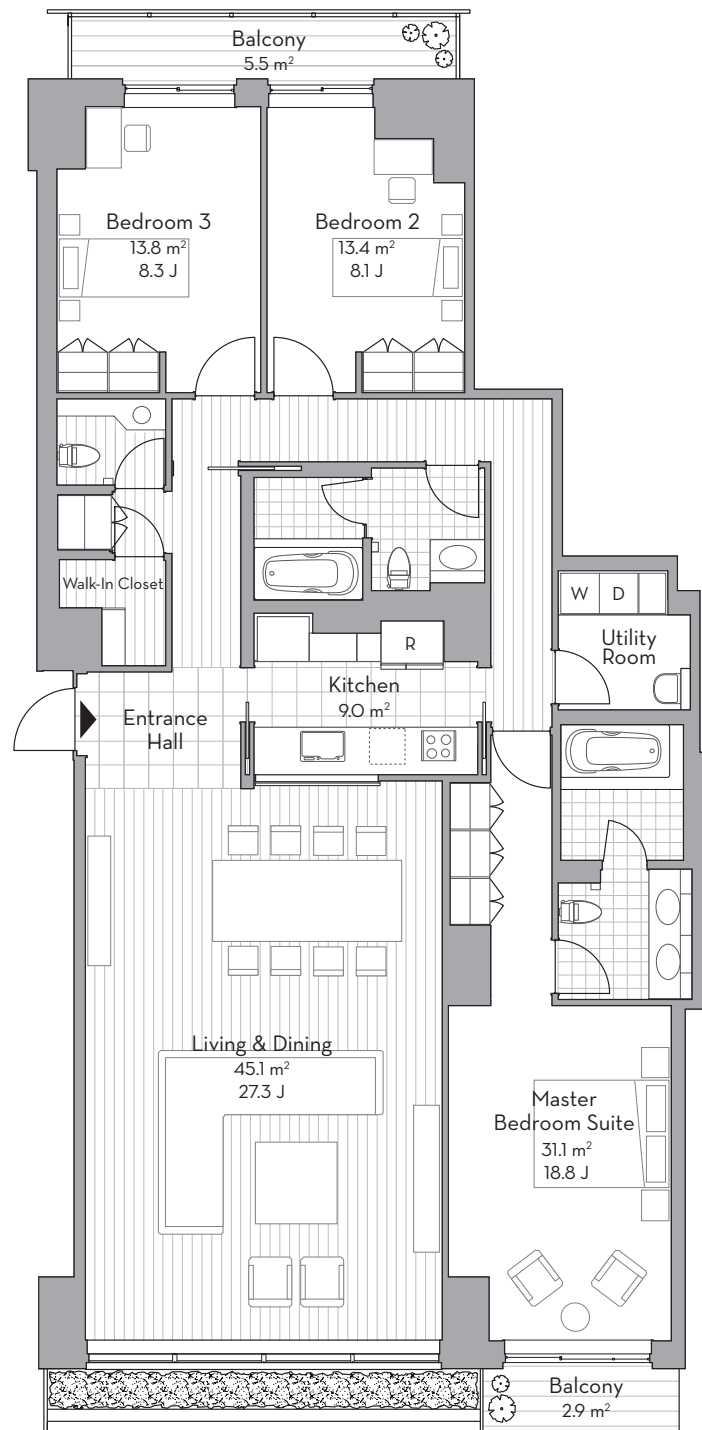 Balcony
5.5 m²
Bedroom 3
13.8 m²
8.3 J
Bedroom 2
13.4 m²
8.1 J
Walk-In Closet
W
D
Utility
Room
R
Kitchen
9.0 m²
Entrance
Hall
Living & Dining
45.1 m²
27.3 J
Master
Bedroom Suite
31.1 m²
18.8 J
Balcony
2.9 m²